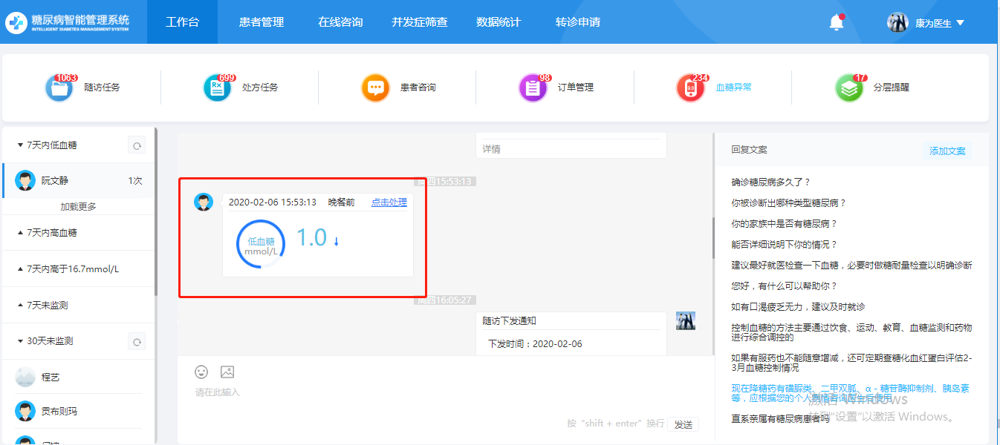 糖尿病智能管理系统
INTELLIGENT DIABETES MANAGEMENT SYSTEM
工作台
患者管理
在线咨询
并发症筛查
数据统计
转诊申请
康为医生
1063
随访任务
699
处方任务
患者咨询
98
订单管理
234
血糖异常
17
分层提醒
7天内低血糖
阮文静
1次
加载更多
7天内高血糖
7天内高于16.7mmol/L
7天未监测
30天未监测
程艺
贡布则玛
详情
周四15:53:13
2020-02-06 15:53:13 晚餐前 点击处理
低血糖
mmol/L
1.0
周四16:05:27
随访下发通知
下发时间：2020-02-06
请在此输入
按 "shift + enter" 换行
发送
回复文案
添加文案
确诊糖尿病多久了？
你被诊断出哪种类型糖尿病？
你的家族中是否有糖尿病？
能否详细说明下你的情况？
建议最好就医检查一下血糖，必要时做糖耐量检查以明确诊断
您好，有什么可以帮助你？
如有口渴疲乏无力，建议及时就诊
控制血糖的方法主要通过饮食、运动、教育、血糖监测和药物
进行综合调控的
如果有服药也不能随意增减，还可定期查糖化血红蛋白评估2-
3月血糖控制情况
现在降糖药有磺脲类、二甲双胍、α - 糖苷酶抑制剂、胰岛素
等，应根据您的个人病情咨询医生后使用
直系亲属有糖尿病患者吗
激活 Windows
转到"设置"以激活 Windows。